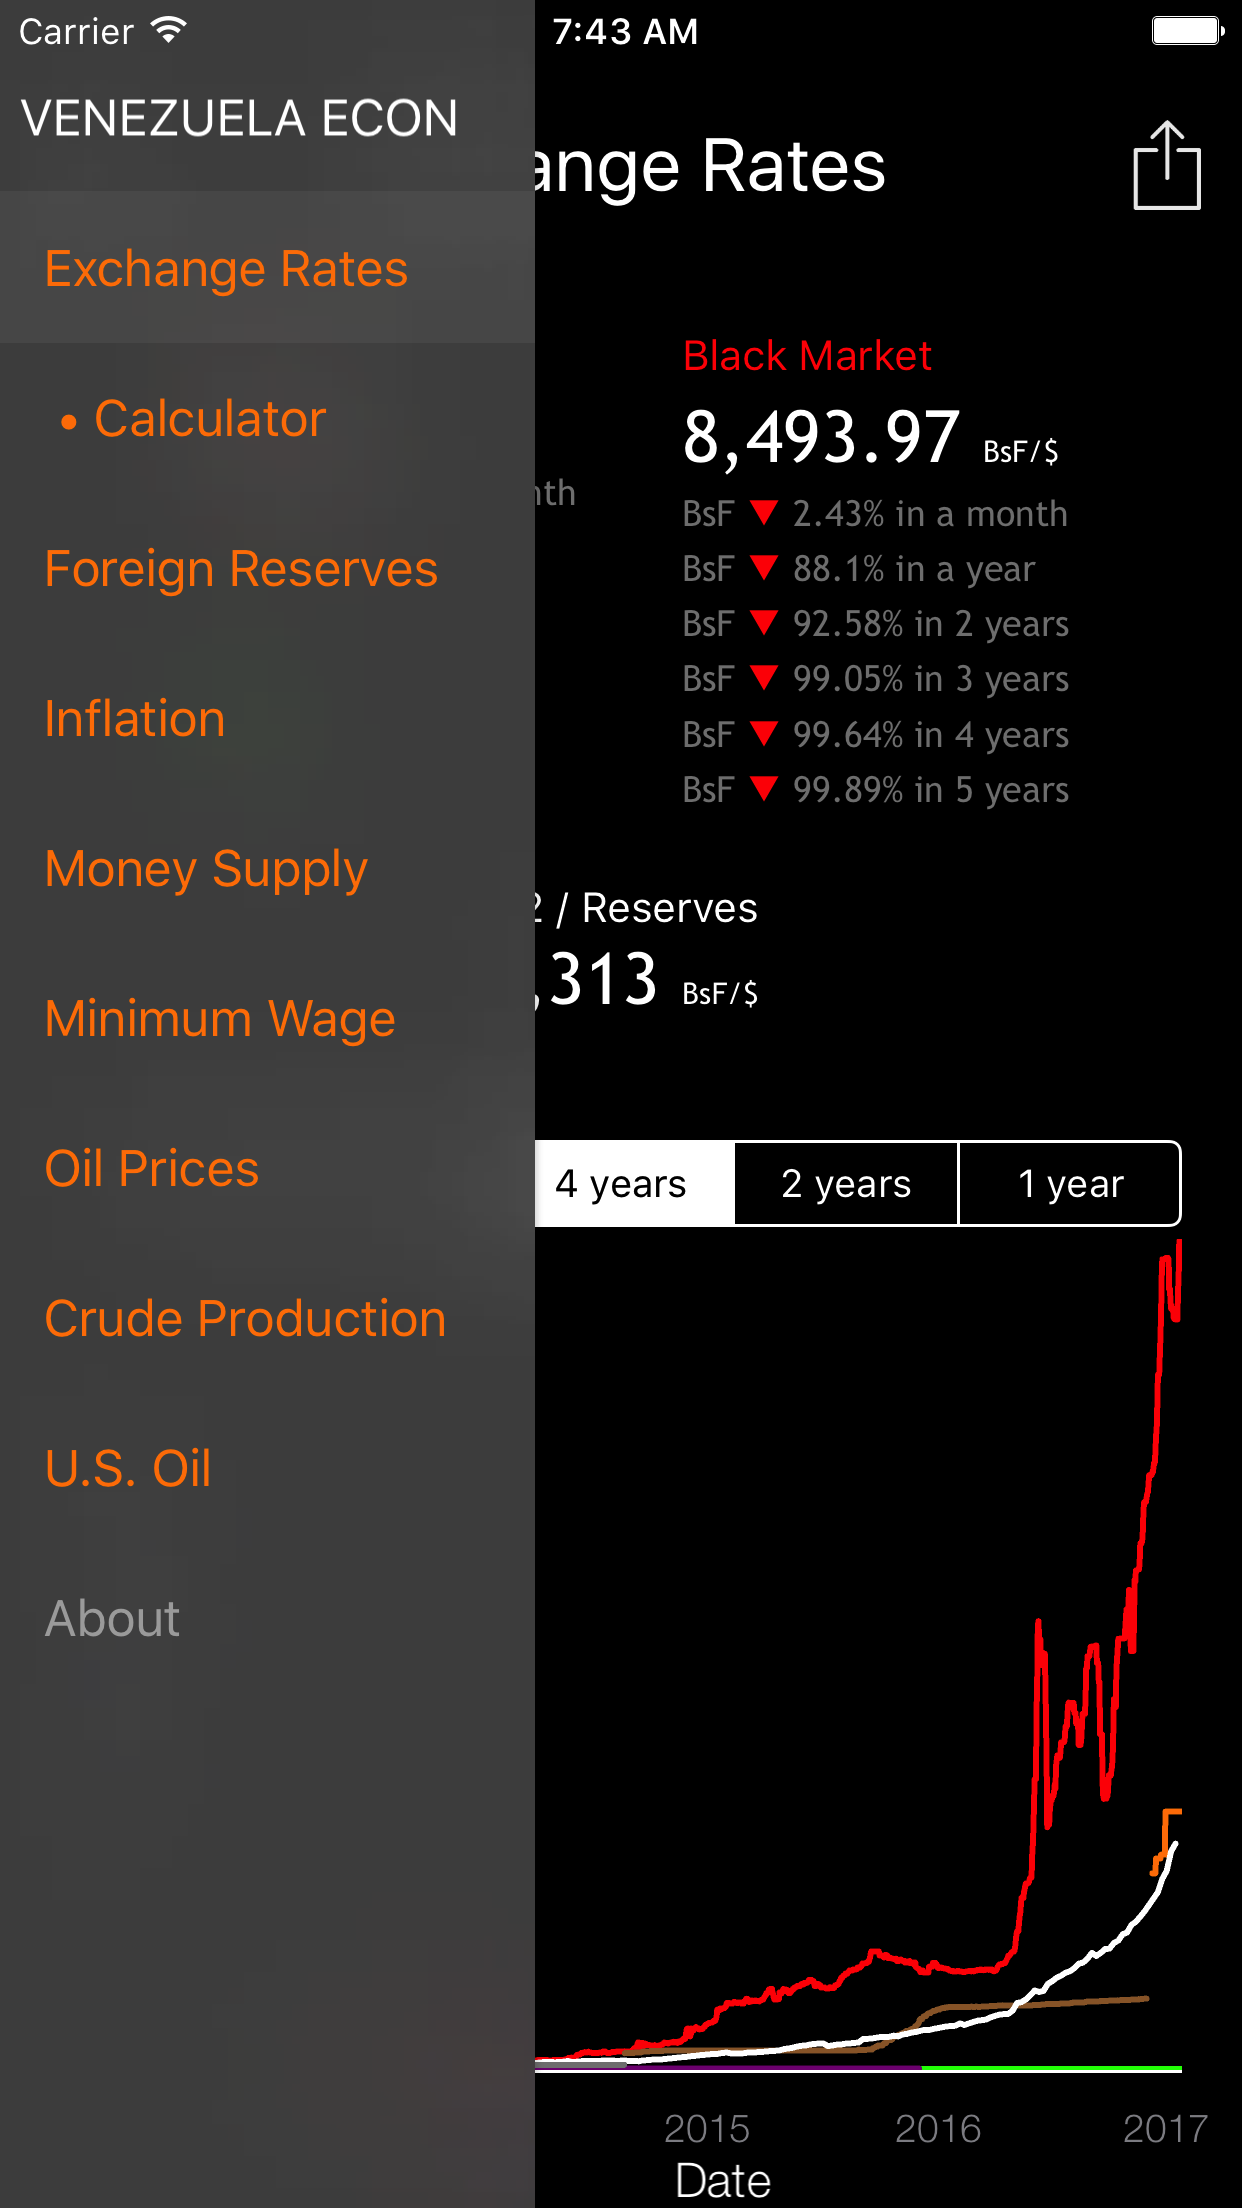 Carrier 7:43 AM
VENEZUELA ECON
ange Rates
Exchange Rates
• Calculator
Foreign Reserves
Inflation
Money Supply
Minimum Wage
Oil Prices
Crude Production
U.S. Oil
About
Black Market
8,493.97 BsF/$
nth
BsF ▼ 2.43% in a month
BsF ▼ 88.1% in a year
BsF ▼ 92.58% in 2 years
BsF ▼ 99.05% in 3 years
BsF ▼ 99.64% in 4 years
BsF ▼ 99.89% in 5 years
2 / Reserves
,313 BsF/$
4 years 2 years 1 year
2015 2016 2017
Date